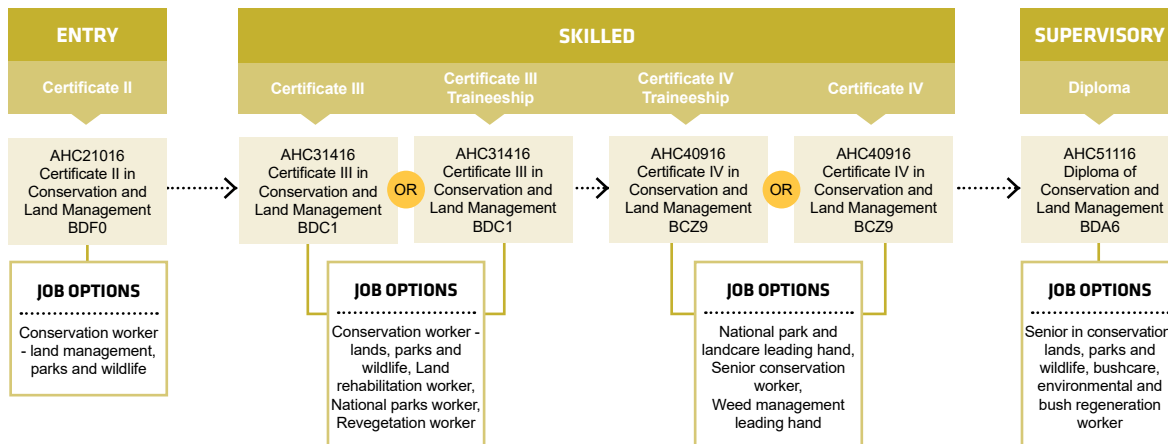 ENTRY
SKILLED
SUPERVISORY
Certificate II
Certificate III
Certificate III
Traineeship
Certificate IV
Traineeship
Certificate IV
Diploma
AHC21016
Certificate II in
Conservation and
Land Management
BDF0
AHC31416
Certificate III in
Conservation and
Land Management
BDC1
OR
AHC31416
Certificate III in
Conservation and
Land Management
BDC1
AHC40916
Certificate IV in
Conservation and
Land Management
BCZ9
OR
AHC40916
Certificate IV in
Conservation and
Land Management
BCZ9
AHC51116
Diploma of
Conservation and
Land Management
BDA6
JOB OPTIONS
Conservation worker
- land management,
parks and wildlife
JOB OPTIONS
Conservation worker -
lands, parks and
wildlife, Land
rehabilitation worker,
National parks worker,
Revegetation worker
JOB OPTIONS
National park and
landcare leading hand,
Senior conservation
worker,
Weed management
leading hand
JOB OPTIONS
Senior in conservation
lands, parks and
wildlife, bushcare,
environmental and
bush regeneration
worker